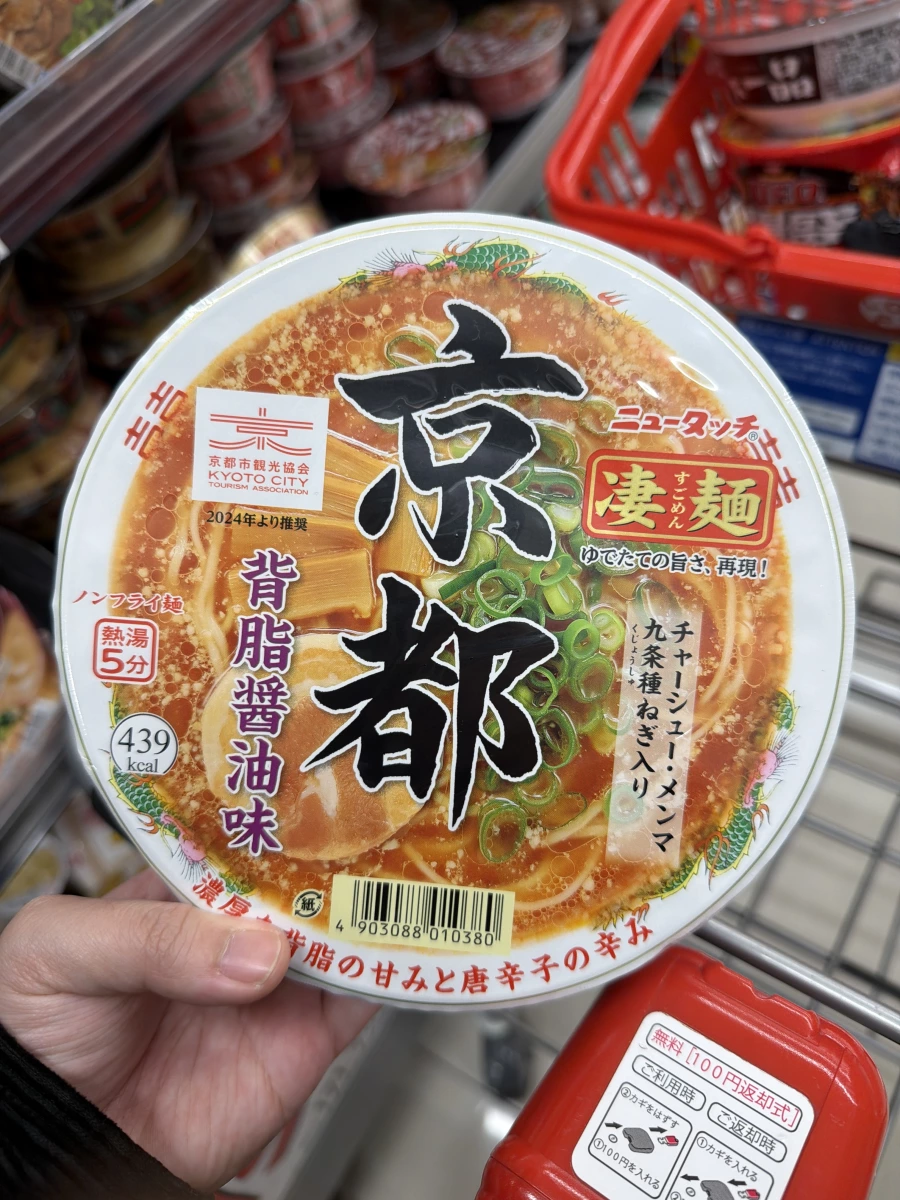 京都
京都市観光協会
KYOTO CITY
TOURISM ASSOCIATION
2024年より推奨
ニュータッチ®
凄麺
すごめん
ゆでたての旨さ、再現!
背脂醤油味
チャーシュー・メンマ
九条種ねぎ入り
くじょうしゅ
ノンフライ麺
熱湯
5分
439
kcal
紙
4 903088 010380
濃厚な背脂の甘みと唐辛子の辛み
無料[100円返却式]
ご利用時
ご返却時
②カギをはずす
①100円を入れる
①カギを入れる